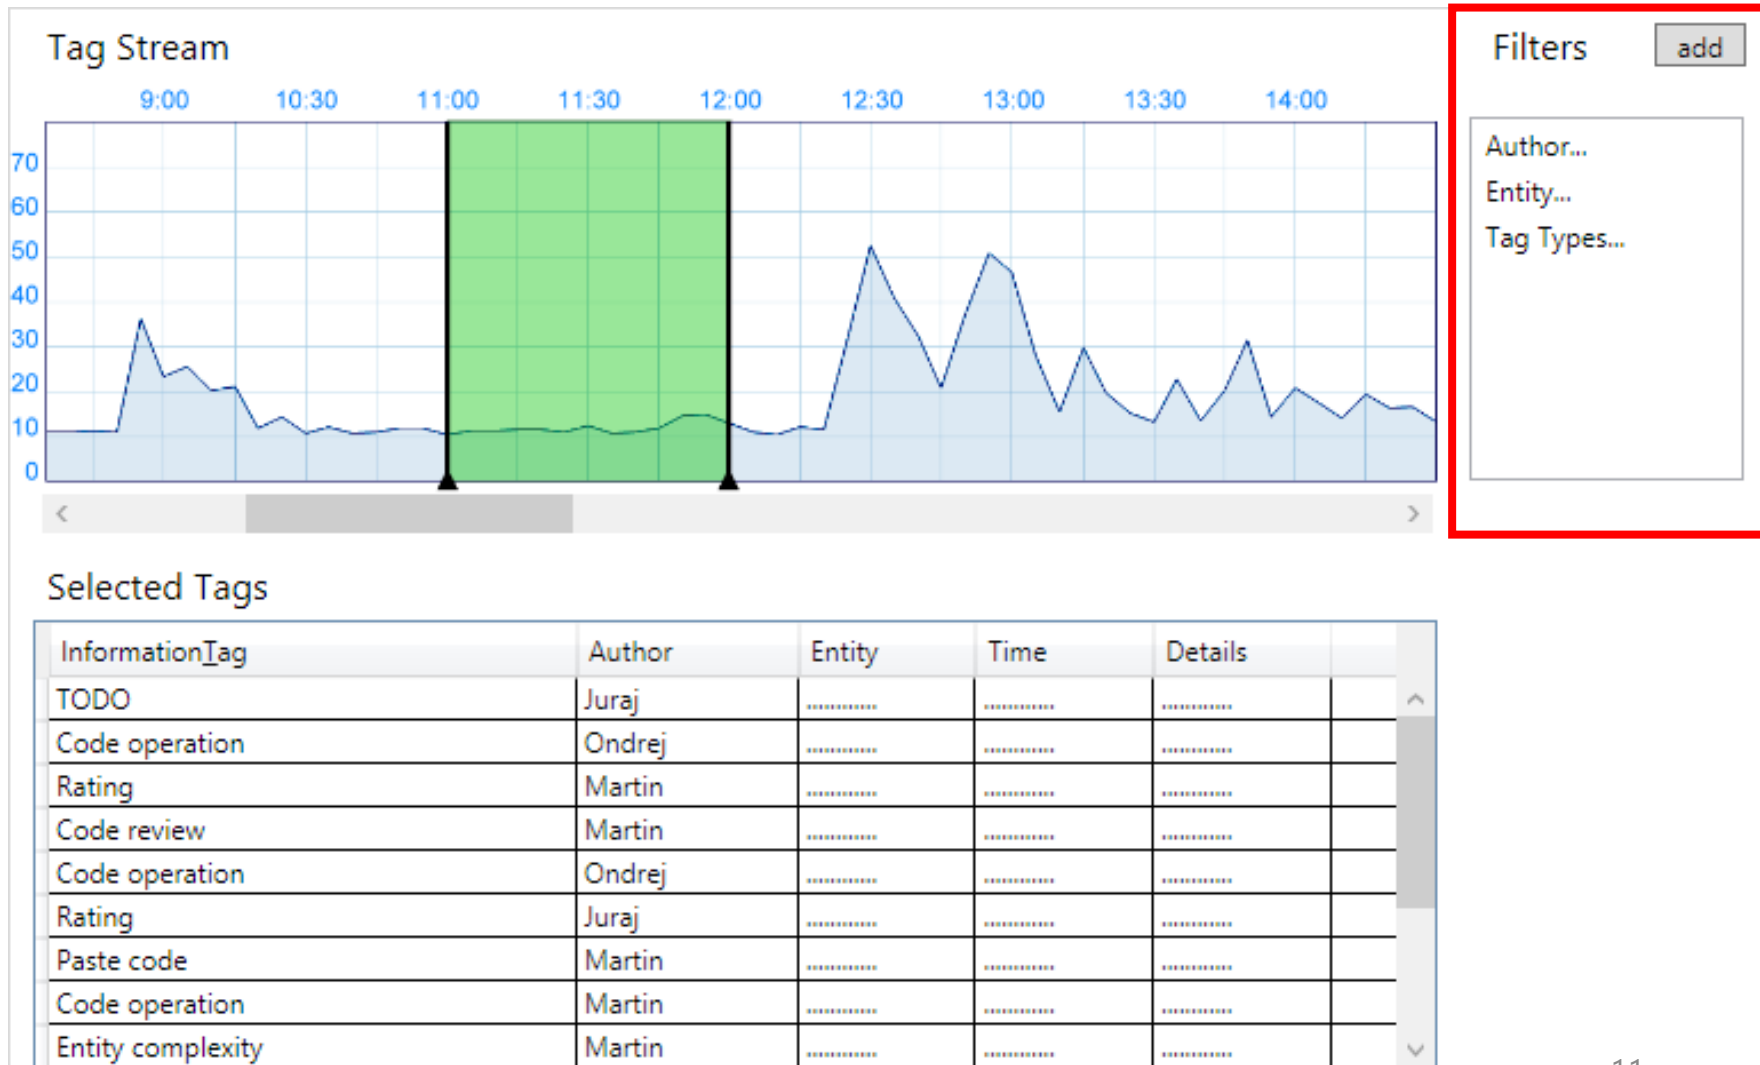 Tag Stream
Filters add
9:00 10:30 11:00 11:30 12:00 12:30 13:00 13:30 14:00
70
60
50
40
30
20
10
0
Author...
Entity...
Tag Types...
Selected Tags
InformationTag Author Entity Time Details
TODO Juraj ............ ............ ............
Code operation Ondrej ............ ............ ............
Rating Martin ............ ............ ............
Code review Martin ............ ............ ............
Code operation Ondrej ............ ............ ............
Rating Juraj ............ ............ ............
Paste code Martin ............ ............ ............
Code operation Martin ............ ............ ............
Entity complexity Martin ............ ............ ............
11